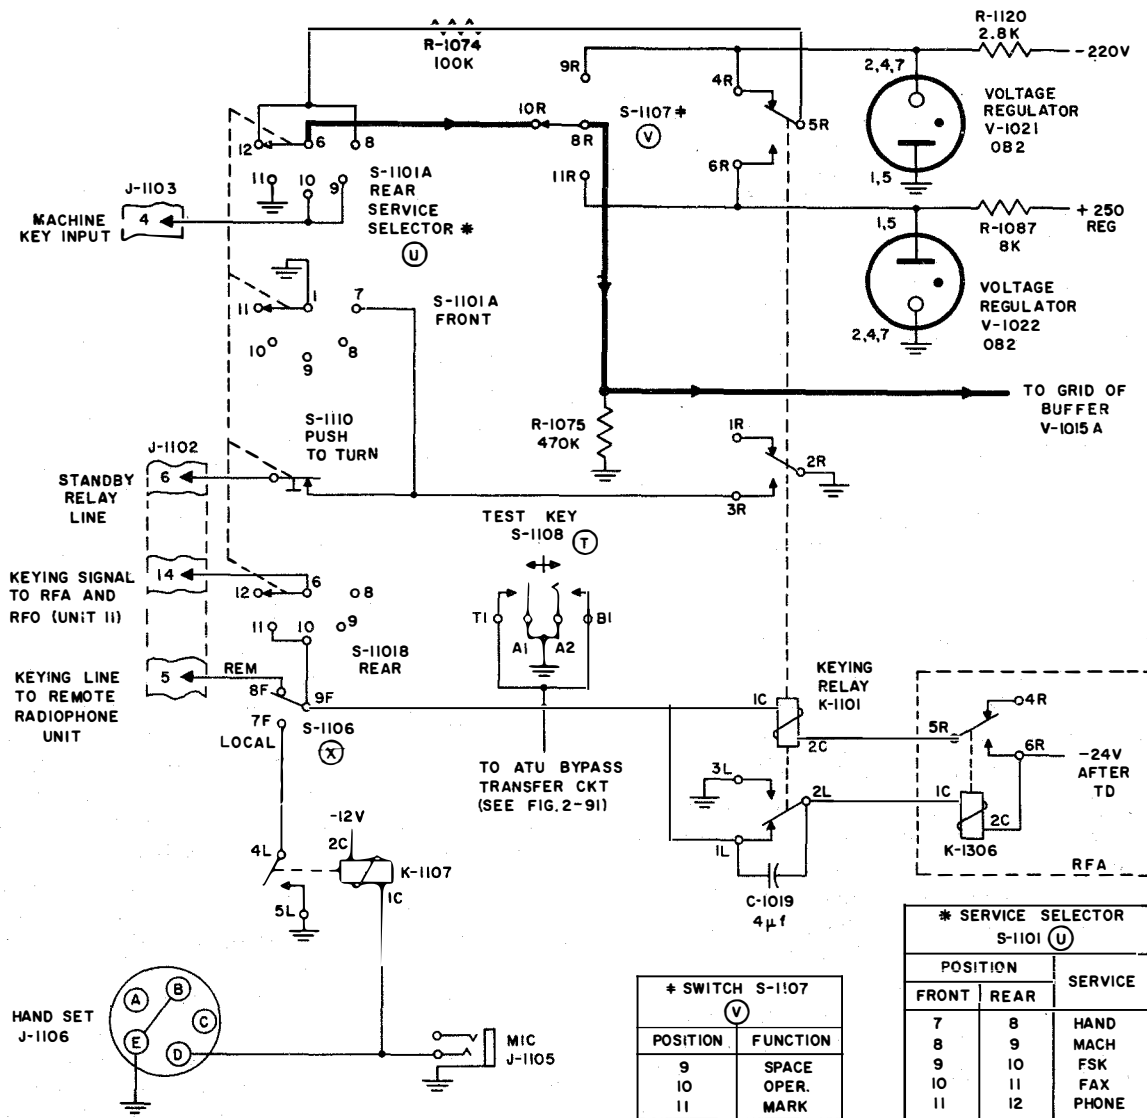 R-1074
100K
R-1120
2.8K
-220V
9R
4R
2,4,7
VOLTAGE
REGULATOR
V-1021
OB2
10R
S-1107*
V
8R
5R
12
6
8
6R
11R
1,5
J-1103
4
MACHINE
KEY INPUT
11
10
9
S-1101A
REAR
SERVICE
SELECTOR *
U
1,5
R-1087
8K
+250
REG
VOLTAGE
REGULATOR
V-1022
OB2
2,4,7
11
1
7
S-1101A
FRONT
10
9
8
TO GRID OF
BUFFER
V-1015A
R-1075
470K
S-1110
PUSH
TO TURN
1R
2R
3R
J-1102
6
STANDBY
RELAY
LINE
TEST KEY
S-1108
T
T1
A1
A2
B1
KEYING SIGNAL
TO RFA AND
RFO (UNIT 11)
14
12
6
8
11
10
9
S-1101B
REAR
KEYING LINE
TO REMOTE
RADIOPHONE
UNIT
5
REM
8F
9F
7F
LOCAL
S-1106
X
TO ATU BYPASS
TRANSFER CKT
(SEE FIG. 2-91)
KEYING
RELAY
K-1101
1C
2C
3L
2L
1L
C-1019
4µf
5R
4R
6R
-24V
AFTER
TD
1C
2C
K-1306
RFA
-12V
2C
4L
K-1107
1C
5L
HAND SET
J-1106
A
B
C
E
D
MIC
J-1105
* SWITCH S-1107
V
POSITION FUNCTION
9 SPACE
10 OPER.
11 MARK
* SERVICE SELECTOR
S-1101 U
POSITION SERVICE
FRONT REAR
7 8 HAND
8 9 MACH
9 10 FSK
10 11 FAX
11 12 PHONE